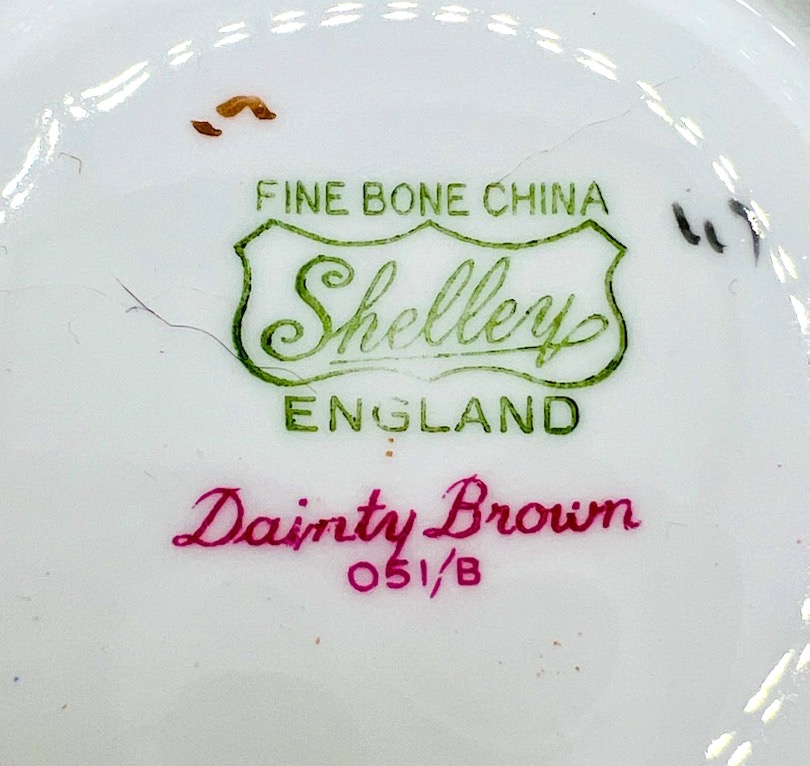 FINE BONE CHINA
Shelley
ENGLAND
Dainty Brown
051/B